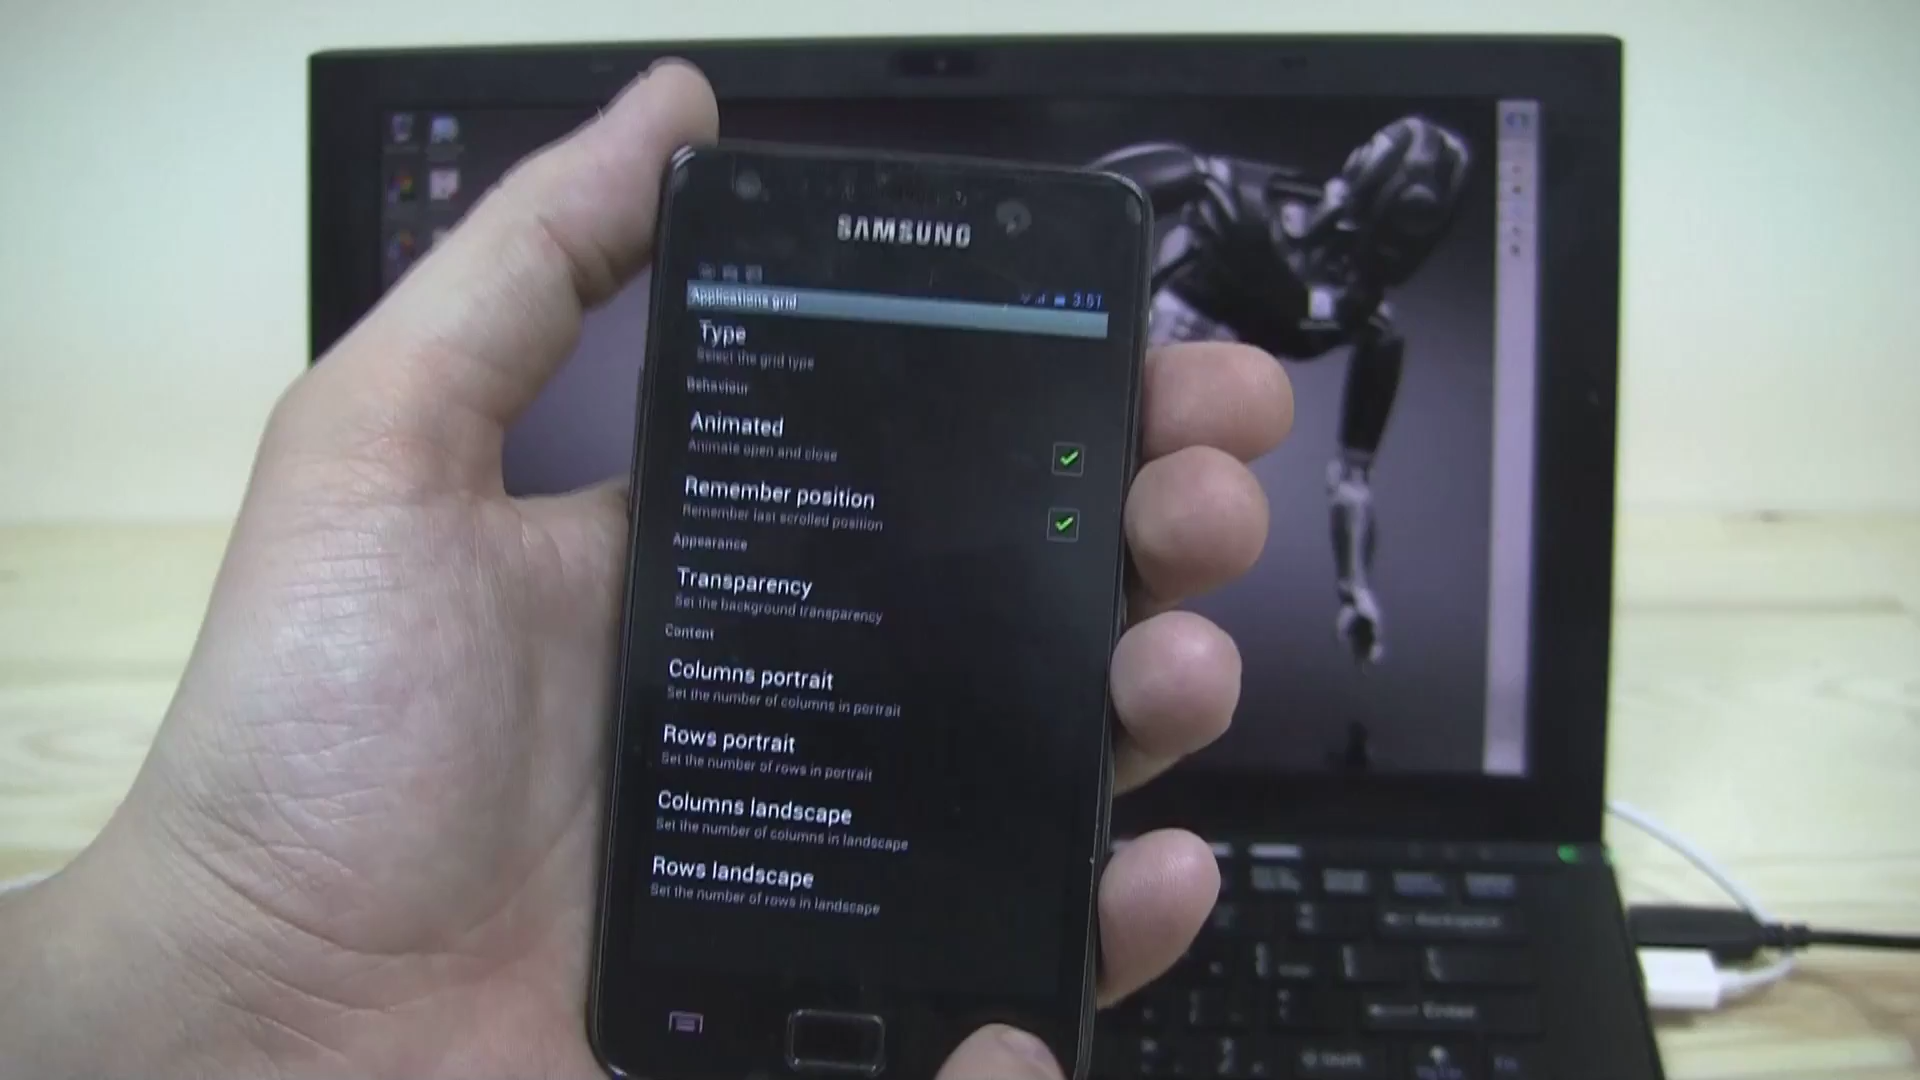 SAMSUNG
3:51
Applications grid
Type
Select the grid type
Behaviour
Animated
Animate open and close
Remember position
Remember last scrolled position
Appearance
Transparency
Set the background transparency
Content
Columns portrait
Set the number of columns in portrait
Rows portrait
Set the number of rows in portrait
Columns landscape
Set the number of columns in landscape
Rows landscape
Set the number of rows in landscape
Backspace
Enter
Shift